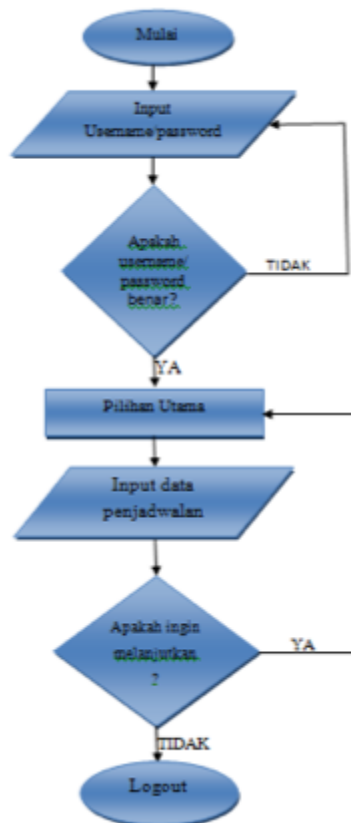 Mulai
Input
Username/password
Apakah
username/
password
benar?
TIDAK
YA
Pilihan Utama
Input data
penjadwalan
Apakah ingin
melanjutkan
?
YA
TIDAK
Logout